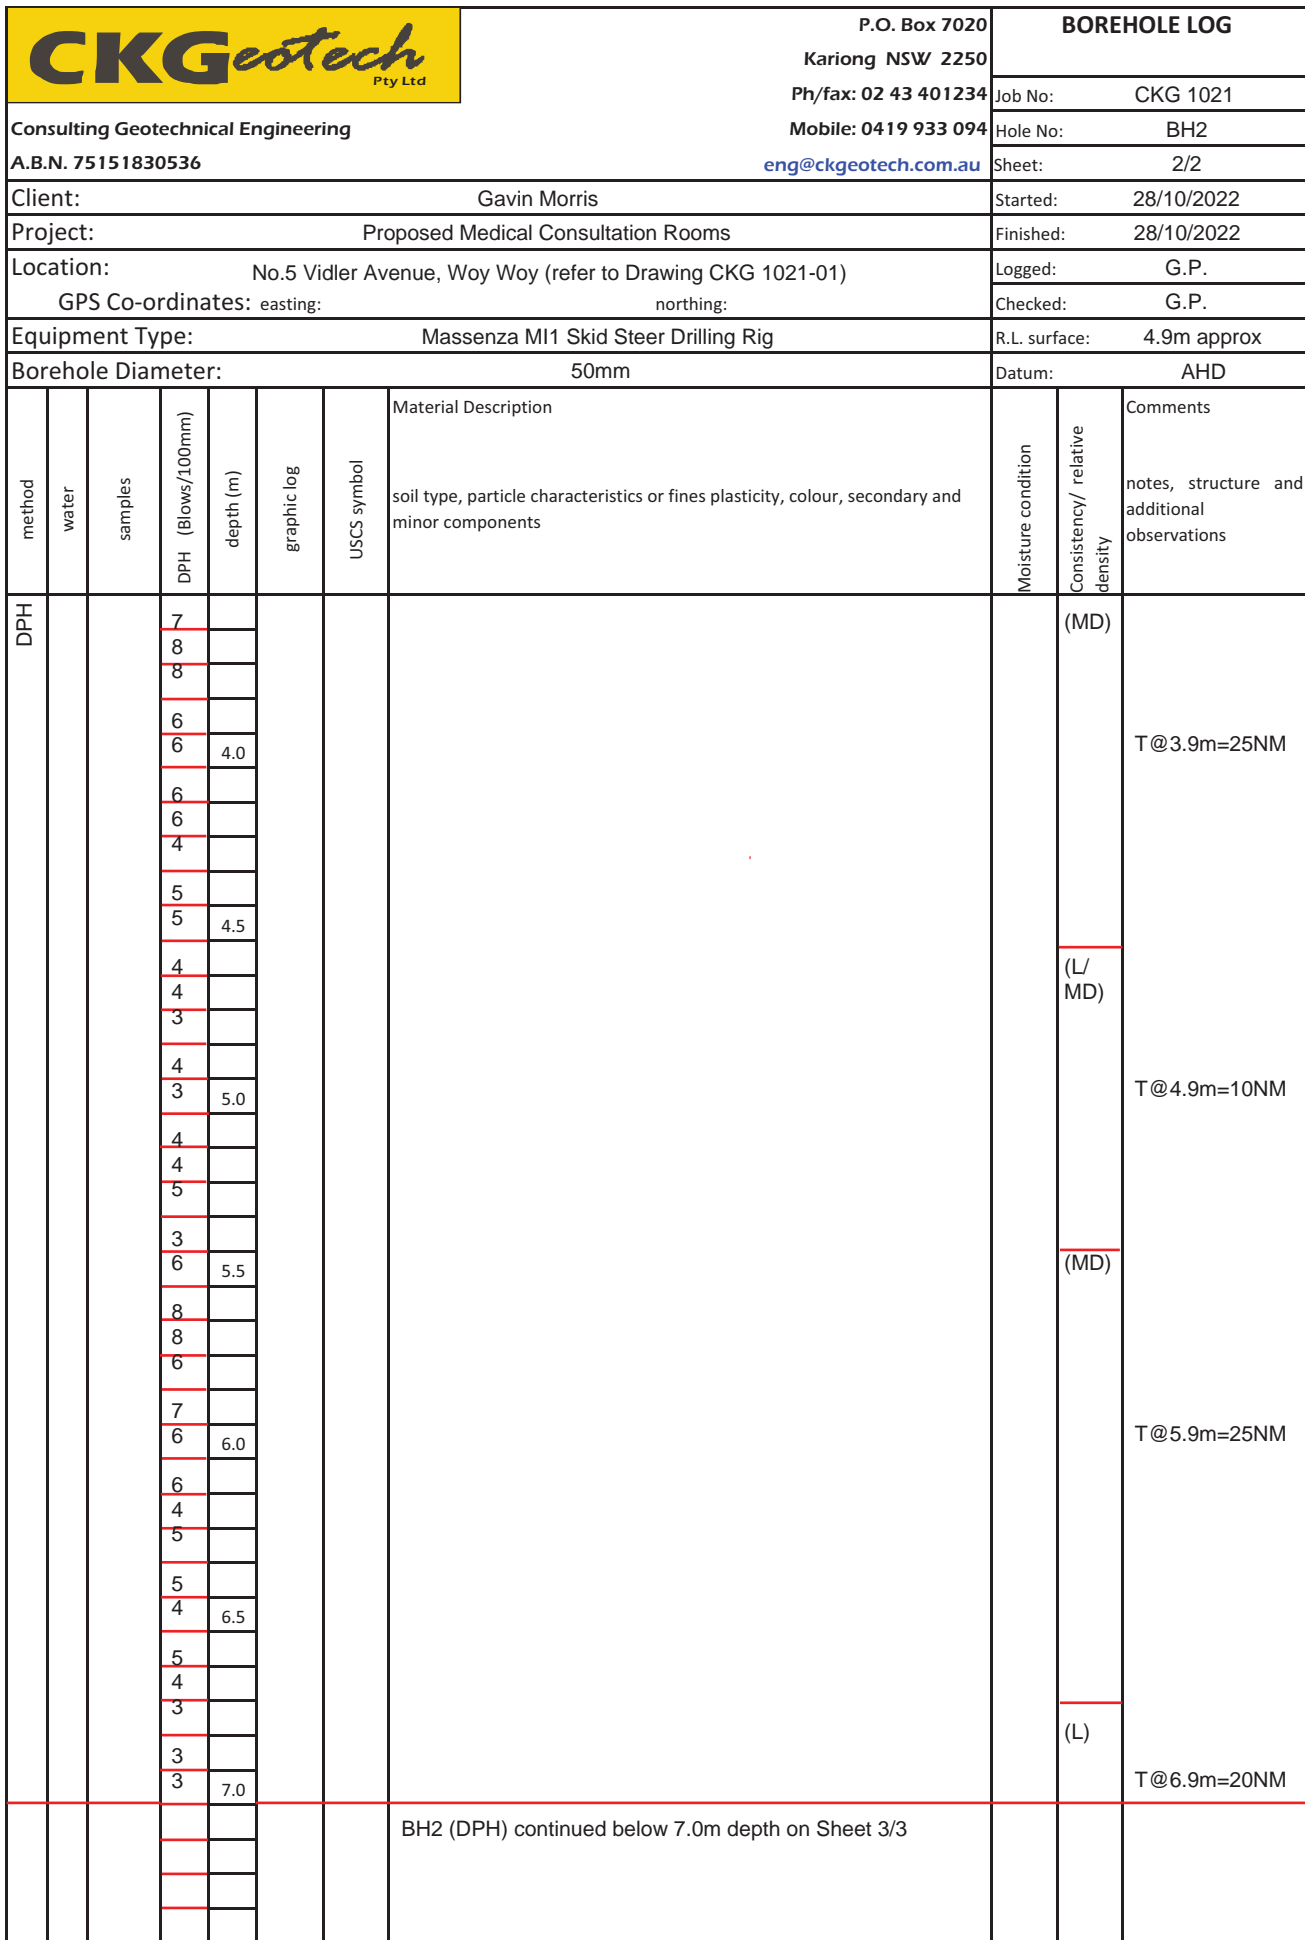 CKGeotech
Pty Ltd
P.O. Box 7020
Kariong NSW 2250
Ph/fax: 02 43 401234
Consulting Geotechnical Engineering
Mobile: 0419 933 094
A.B.N. 75151830536
eng@ckgeotech.com.au
BOREHOLE LOG
Job No: CKG 1021
Hole No: BH2
Sheet: 2/2
Client: Gavin Morris
Started: 28/10/2022
Project: Proposed Medical Consultation Rooms
Finished: 28/10/2022
Location: No.5 Vidler Avenue, Woy Woy (refer to Drawing CKG 1021-01)
Logged: G.P.
GPS Co-ordinates: easting: northing:
Checked: G.P.
Equipment Type: Massenza MI1 Skid Steer Drilling Rig
R.L. surface: 4.9m approx
Borehole Diameter: 50mm
Datum: AHD
method
water
samples
DPH (Blows/100mm)
depth (m)
graphic log
USCS symbol
Material Description
soil type, particle characteristics or fines plasticity, colour, secondary and
minor components
Moisture condition
Consistency/ relative
density
Comments
notes, structure and
additional
observations
DPH
7 (MD)
8
8
6
6 4.0 T@3.9m=25NM
6
6
4
5
5 4.5
4 (L/
4 MD)
3
4
3 5.0 T@4.9m=10NM
4
4
5
3
6 5.5 (MD)
8
8
6
7
6 6.0 T@5.9m=25NM
6
4
5
5
4 6.5
5
4
3
(L)
3
3 7.0 T@6.9m=20NM
BH2 (DPH) continued below 7.0m depth on Sheet 3/3